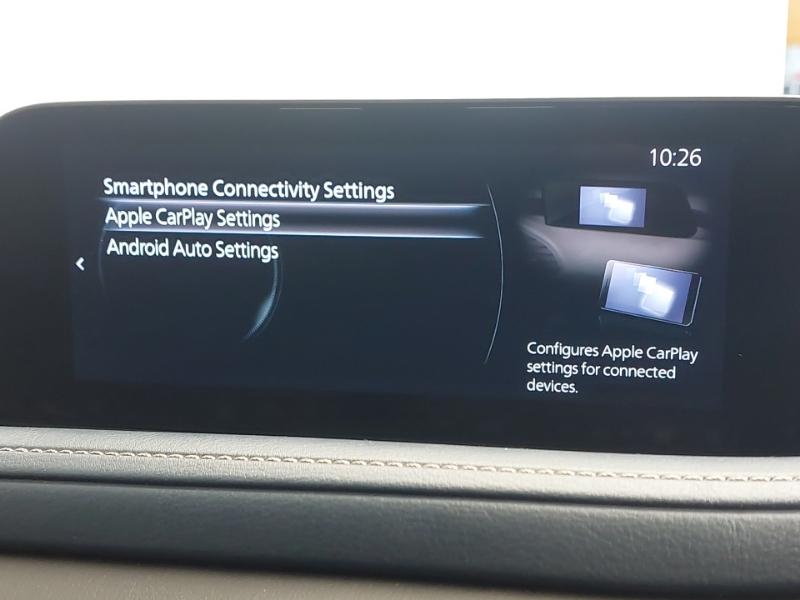 10:26
Smartphone Connectivity Settings
Apple CarPlay Settings
Android Auto Settings
Configures Apple CarPlay
settings for connected
devices.